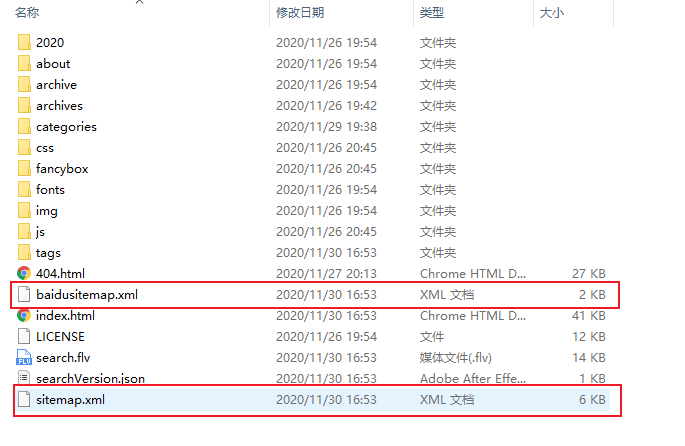 名称 修改日期 类型 大小
2020 2020/11/26 19:54 文件夹
about 2020/11/26 19:54 文件夹
archive 2020/11/26 19:54 文件夹
archives 2020/11/26 19:42 文件夹
categories 2020/11/29 19:38 文件夹
css 2020/11/26 20:45 文件夹
fancybox 2020/11/26 20:45 文件夹
fonts 2020/11/26 19:54 文件夹
img 2020/11/26 19:54 文件夹
js 2020/11/26 20:45 文件夹
tags 2020/11/30 16:53 文件夹
404.html 2020/11/27 20:13 Chrome HTML D... 27 KB
baidusitemap.xml 2020/11/30 16:53 XML 文档 2 KB
index.html 2020/11/30 16:53 Chrome HTML D... 41 KB
LICENSE 2020/11/26 19:54 文件 12 KB
search.flv 2020/11/30 16:53 媒体文件(.flv) 14 KB
searchVersion.json 2020/11/30 16:53 Adobe After Effe... 1 KB
sitemap.xml 2020/11/30 16:53 XML 文档 6 KB